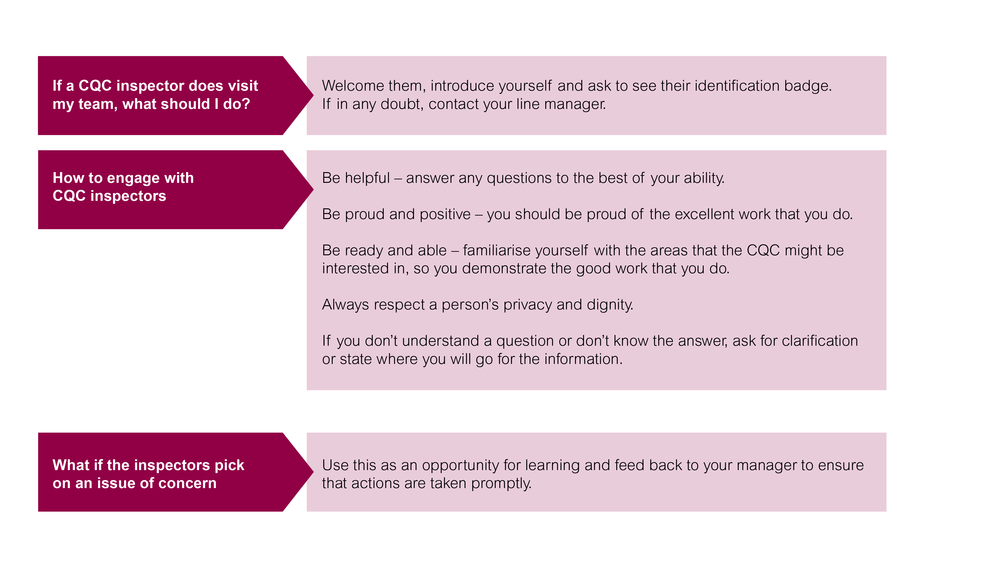 If a CQC inspector does visit
my team, what should I do?
Welcome them, introduce yourself and ask to see their identification badge.
If in any doubt, contact your line manager.
How to engage with
CQC inspectors
Be helpful – answer any questions to the best of your ability.
Be proud and positive – you should be proud of the excellent work that you do.
Be ready and able – familiarise yourself with the areas that the CQC might be
interested in, so you demonstrate the good work that you do.
Always respect a person’s privacy and dignity.
If you don’t understand a question or don’t know the answer, ask for clarification
or state where you will go for the information.
What if the inspectors pick
on an issue of concern
Use this as an opportunity for learning and feed back to your manager to ensure
that actions are taken promptly.